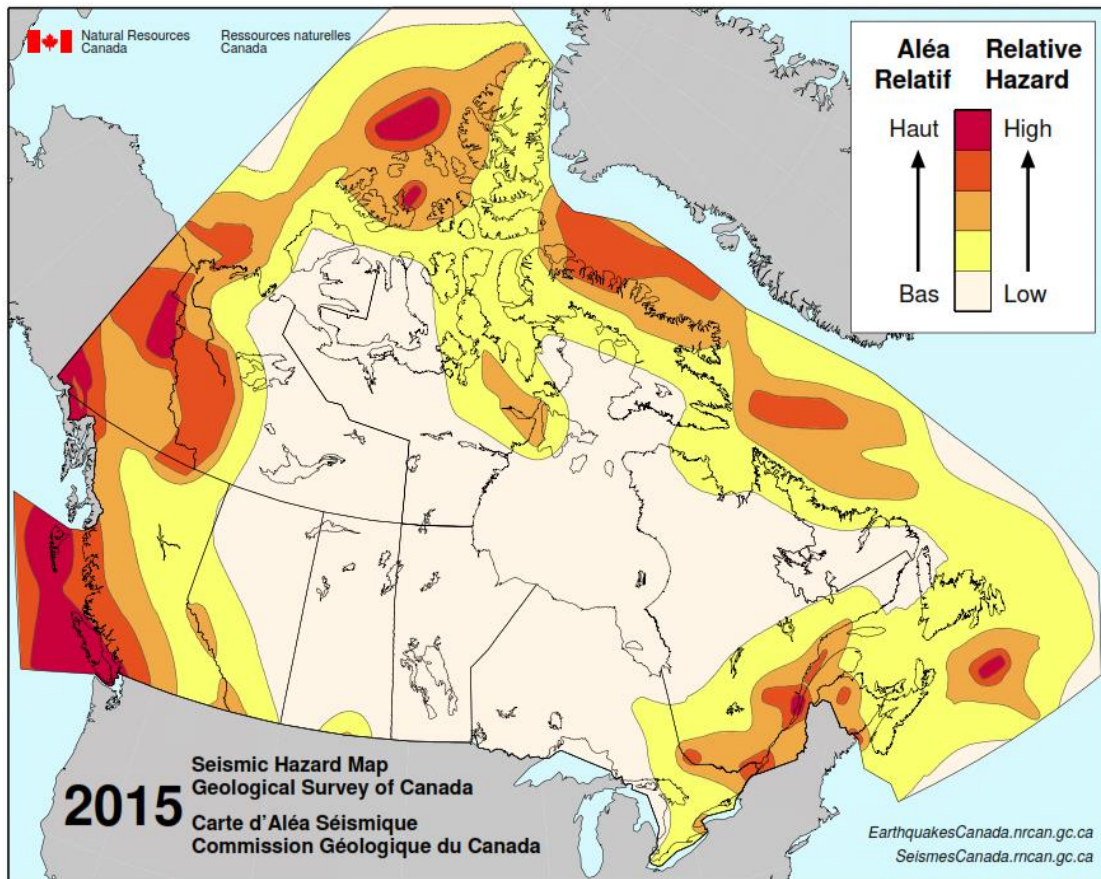 Natural Resources
Canada
Ressources naturelles
Canada
Aléa
Relatif
Relative
Hazard
Haut
High
Bas
Low
2015
Seismic Hazard Map
Geological Survey of Canada
Carte d'Aléa Séismique
Commission Géologique du Canada
EarthquakesCanada.nrcan.gc.ca
SeismesCanada.rncan.gc.ca